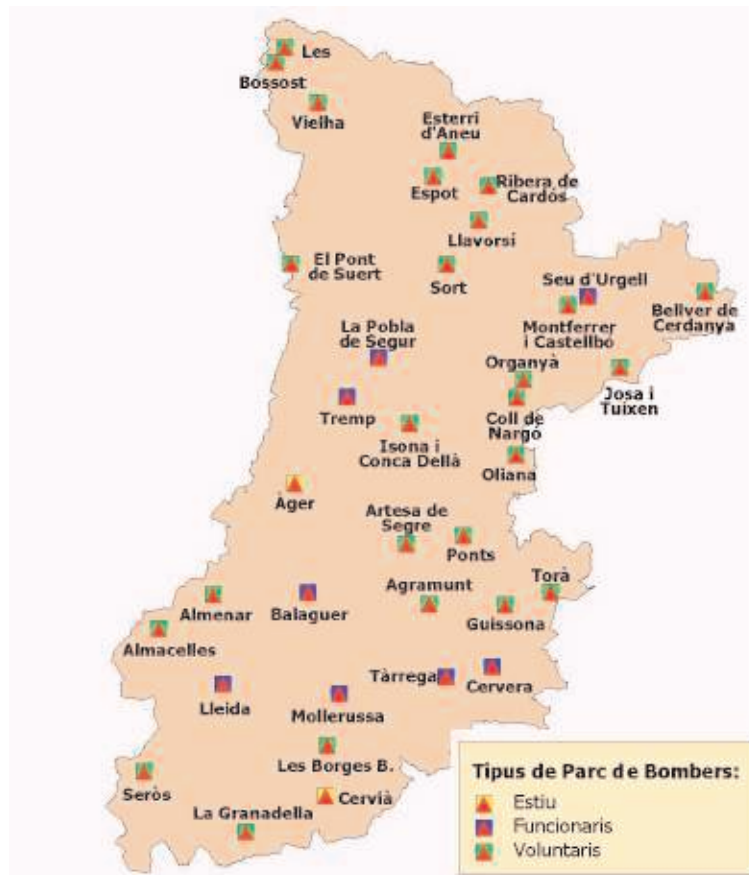 Les
Bossost
Vielha
Esterri
d'Aneu
Espot
Ribera de
Cardós
Llavorsí
El Pont
de Suert
Sort
Seu d'Urgell
Bellver de
Cerdanya
Montferrer
i Castellbó
La Pobla
de Segur
Organyà
Josa i
Tuixen
Tremp
Coll de
Nargó
Isona i
Conca Dellà
Oliana
Àger
Artesa de
Segre
Ponts
Torà
Agramunt
Almenar
Balaguer
Guissona
Almacelles
Tàrrega
Cervera
Lleida
Mollerussa
Les Borges B.
Seròs
Cervià
La Granadella
Tipus de Parc de Bombers:
Estiu
Funcionaris
Voluntaris